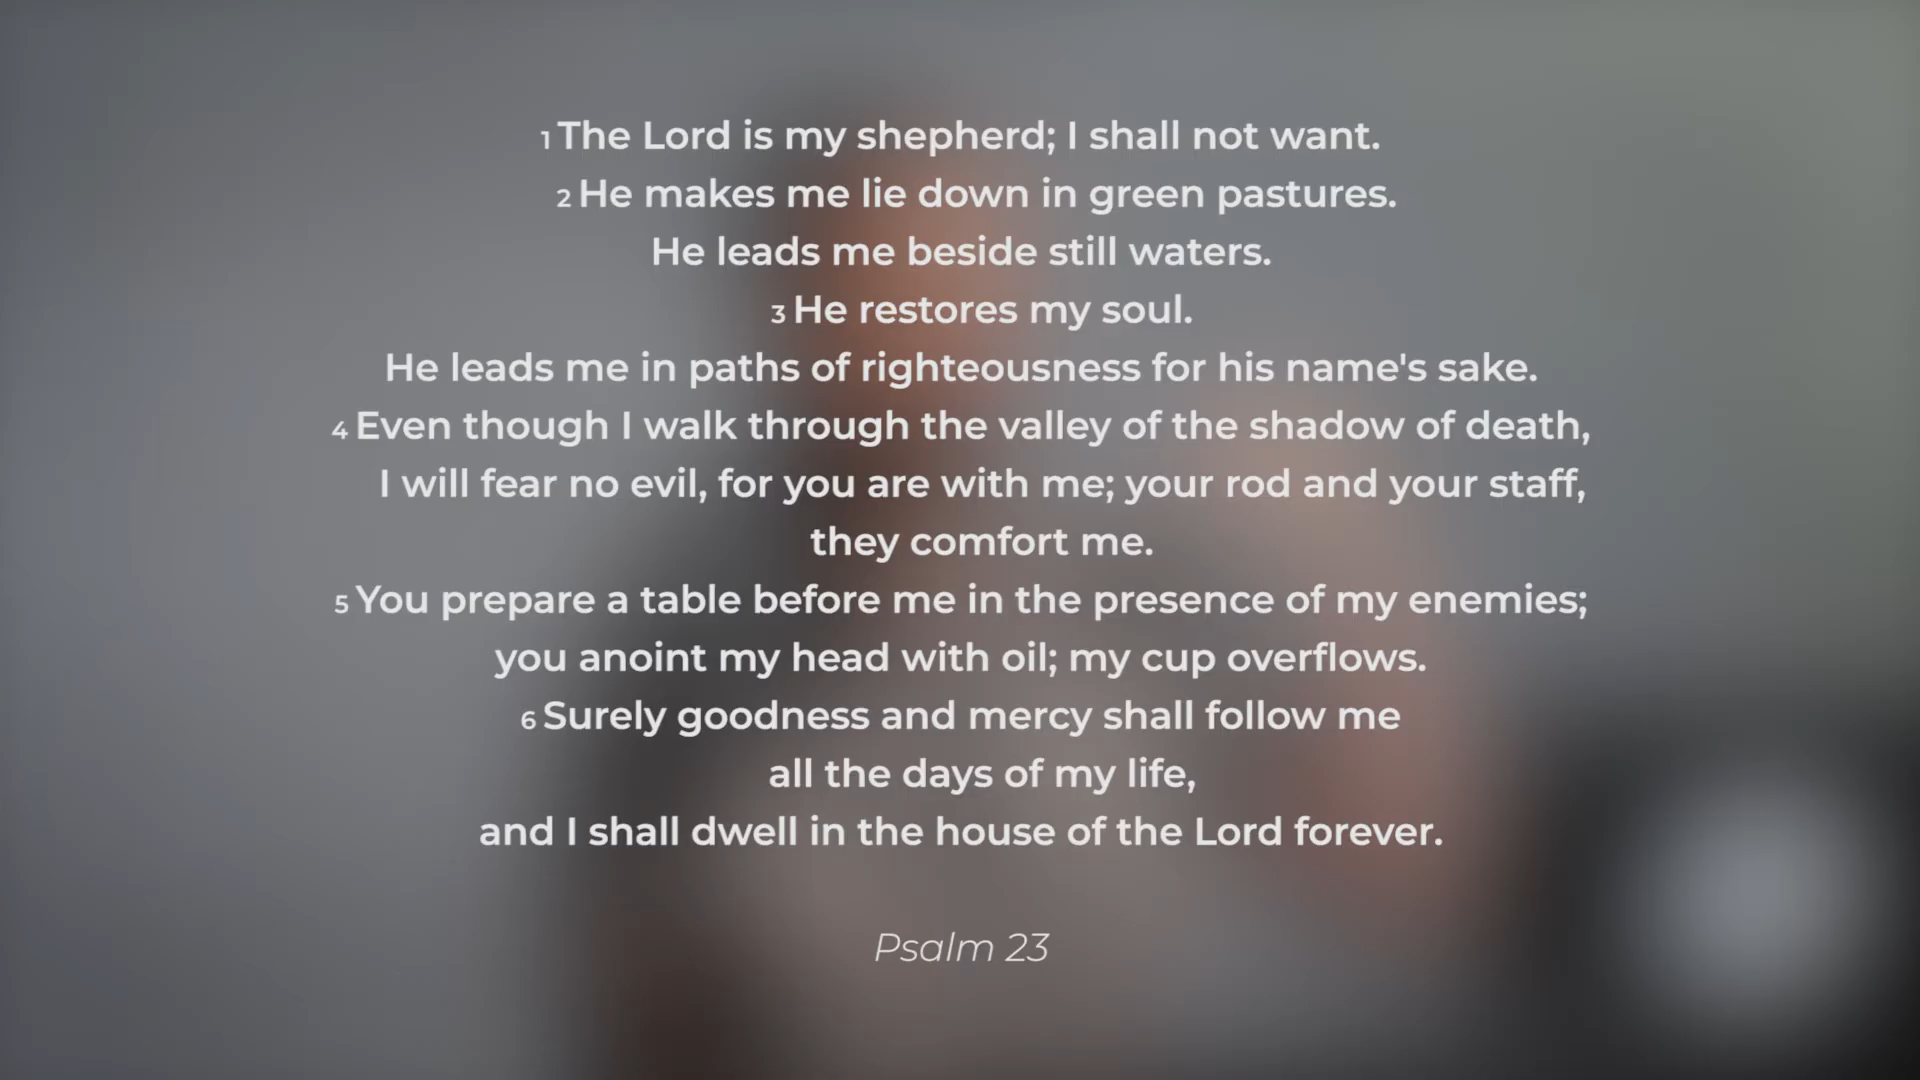 1 The Lord is my shepherd; I shall not want.
2 He makes me lie down in green pastures.
He leads me beside still waters.
3 He restores my soul.
He leads me in paths of righteousness for his name's sake.
4 Even though I walk through the valley of the shadow of death,
I will fear no evil, for you are with me; your rod and your staff,
they comfort me.
5 You prepare a table before me in the presence of my enemies;
you anoint my head with oil; my cup overflows.
6 Surely goodness and mercy shall follow me
all the days of my life,
and I shall dwell in the house of the Lord forever.
Psalm 23